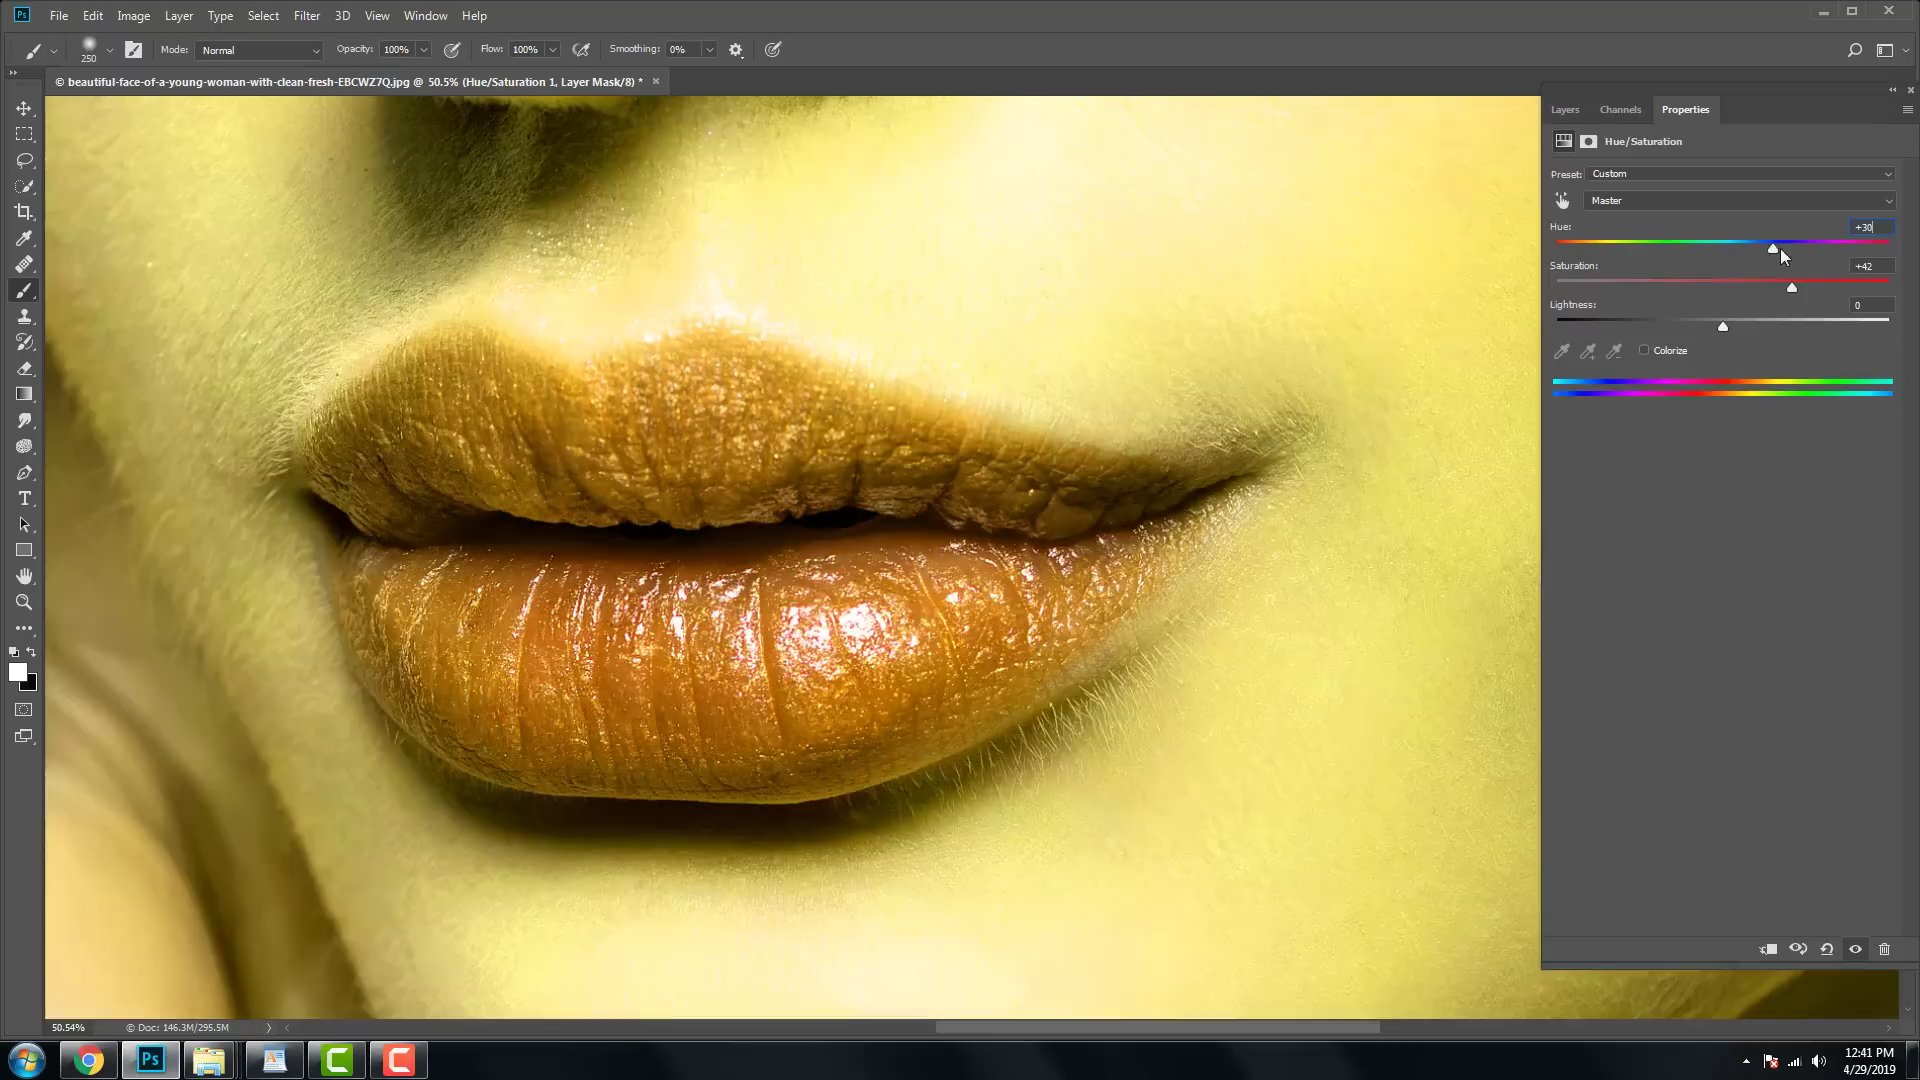 Ps File Edit Image Layer Type Select Filter 3D View Window Help
250 Mode: Normal Opacity: 100% Flow: 100% Smoothing: 0%
© beautiful-face-of-a-young-woman-with-clean-fresh-EBCWZ7Q.jpg @ 50.5% (Hue/Saturation 1, Layer Mask/8) *
Layers Channels Properties
Hue/Saturation
Preset: Custom
Master
Hue: +30
Saturation: +42
Lightness: 0
Colorize
T
50.54% © Doc: 146.3M/295.5M
Ps
12:41 PM
4/29/2019